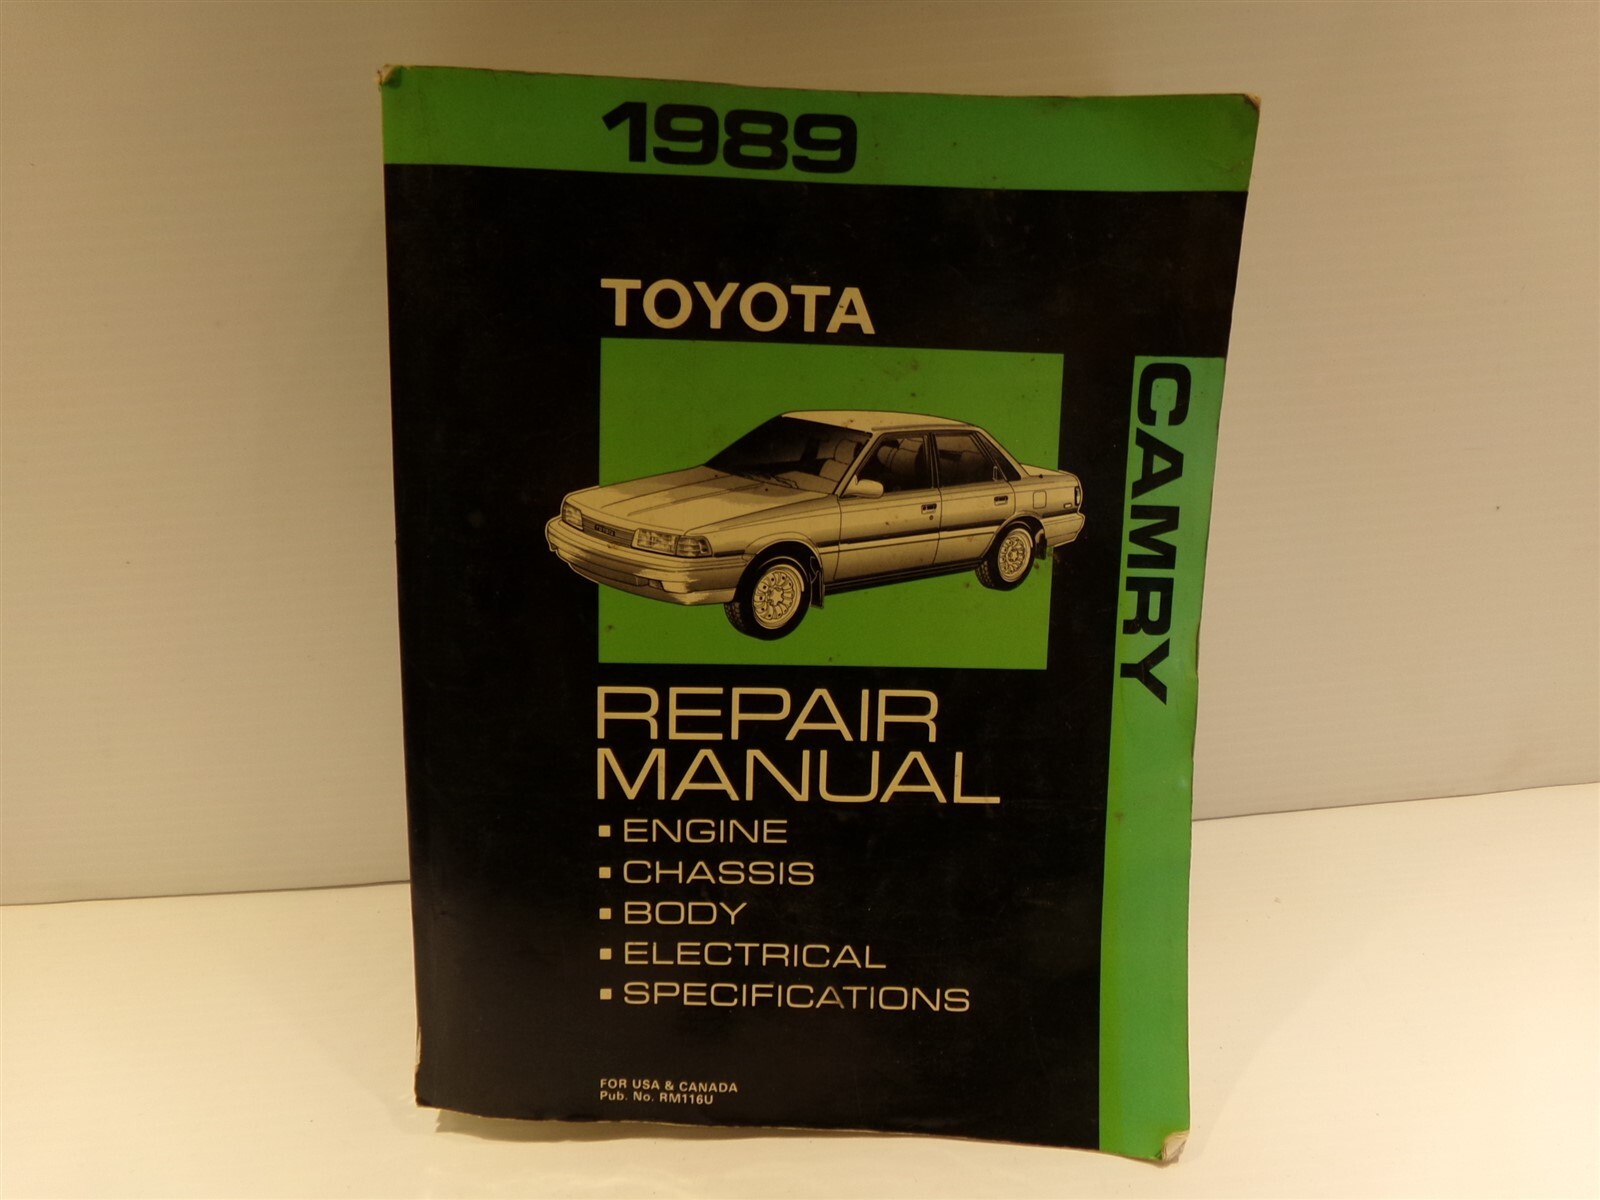 1989
TOYOTA
CAMRY
REPAIR
MANUAL
▪ ENGINE
▪ CHASSIS
▪ BODY
▪ ELECTRICAL
▪ SPECIFICATIONS
FOR USA & CANADA
Pub. No. RM116U